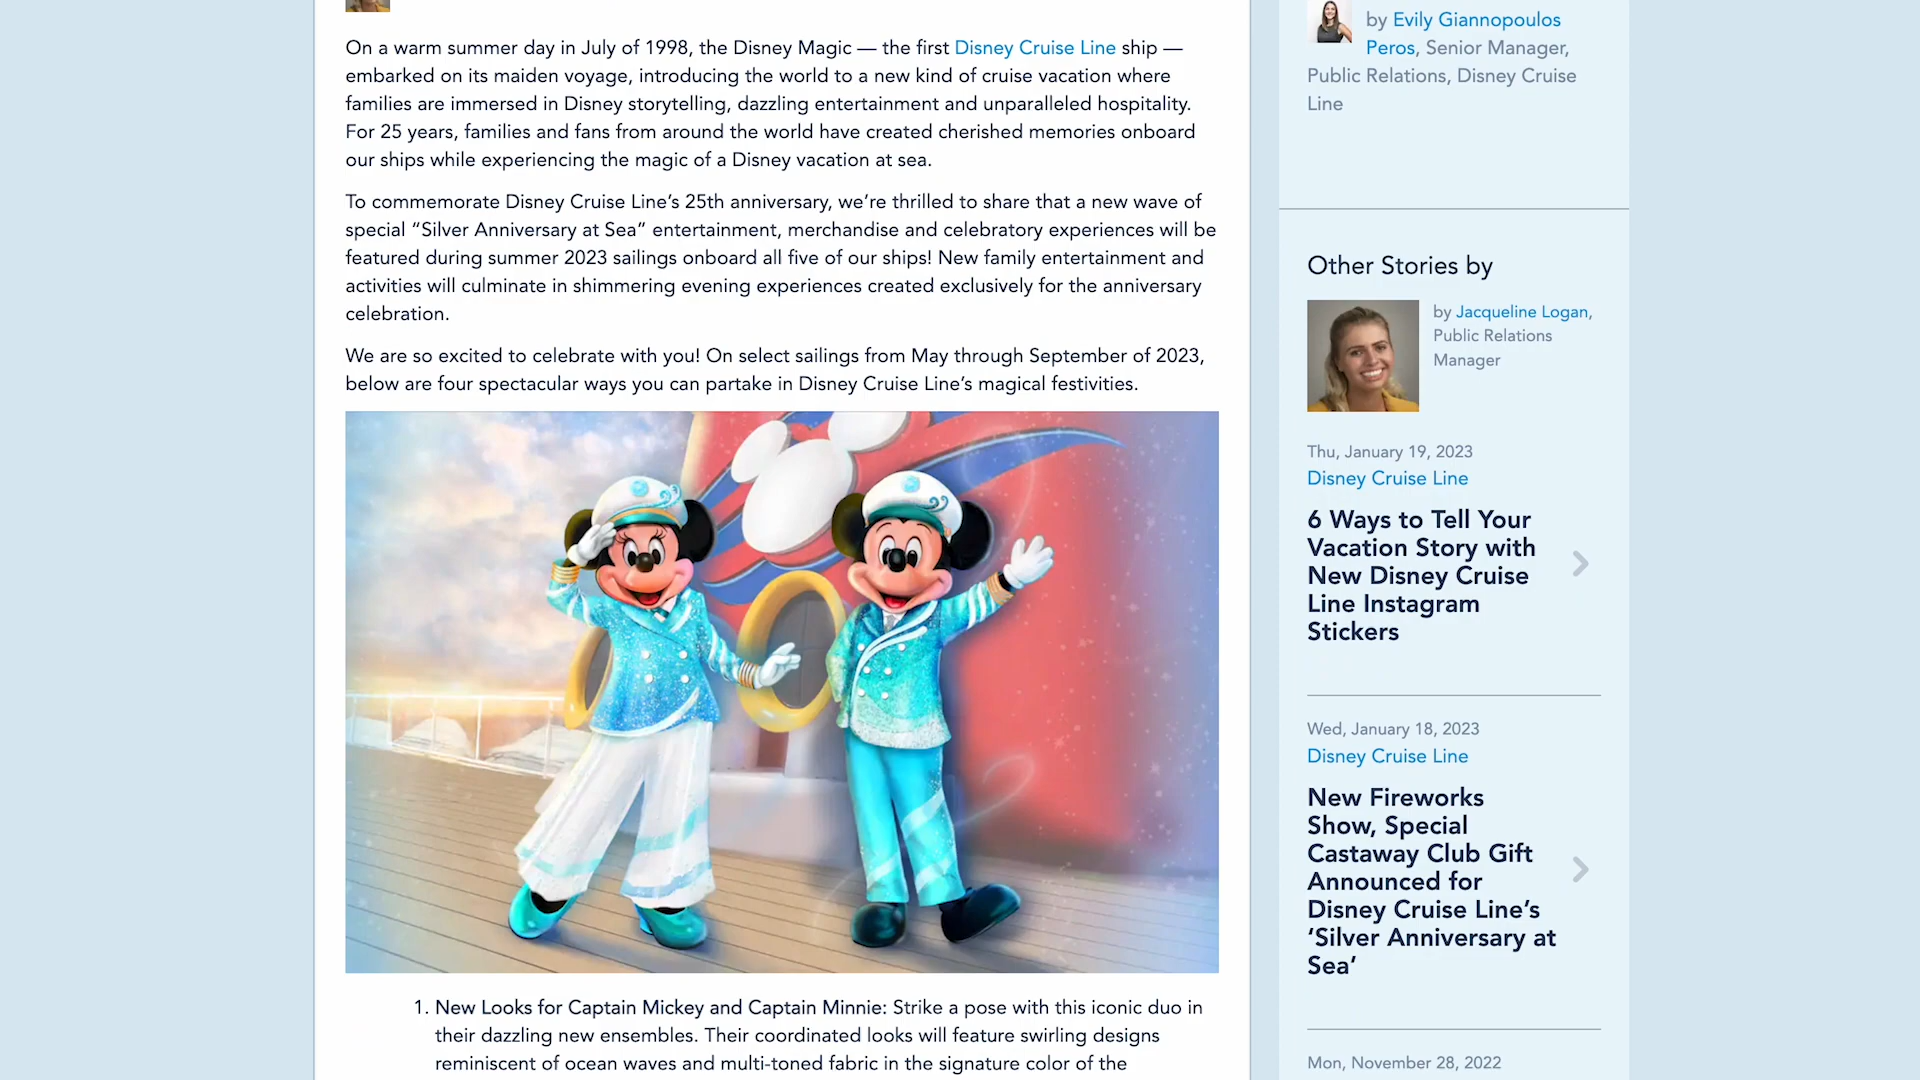 On a warm summer day in July of 1998, the Disney Magic — the first Disney Cruise Line ship —
embarked on its maiden voyage, introducing the world to a new kind of cruise vacation where
families are immersed in Disney storytelling, dazzling entertainment and unparalleled hospitality.
For 25 years, families and fans from around the world have created cherished memories onboard
our ships while experiencing the magic of a Disney vacation at sea.
To commemorate Disney Cruise Line’s 25th anniversary, we’re thrilled to share that a new wave of
special “Silver Anniversary at Sea” entertainment, merchandise and celebratory experiences will be
featured during summer 2023 sailings onboard all five of our ships! New family entertainment and
activities will culminate in shimmering evening experiences created exclusively for the anniversary
celebration.
We are so excited to celebrate with you! On select sailings from May through September of 2023,
below are four spectacular ways you can partake in Disney Cruise Line’s magical festivities.
1. New Looks for Captain Mickey and Captain Minnie: Strike a pose with this iconic duo in
their dazzling new ensembles. Their coordinated looks will feature swirling designs
reminiscent of ocean waves and multi-toned fabric in the signature color of the
by Evily Giannopoulos
Peros, Senior Manager,
Public Relations, Disney Cruise
Line
Other Stories by
by Jacqueline Logan,
Public Relations
Manager
Thu, January 19, 2023
Disney Cruise Line
6 Ways to Tell Your
Vacation Story with
New Disney Cruise
Line Instagram
Stickers
Wed, January 18, 2023
Disney Cruise Line
New Fireworks
Show, Special
Castaway Club Gift
Announced for
Disney Cruise Line’s
‘Silver Anniversary at
Sea’
Mon, November 28, 2022